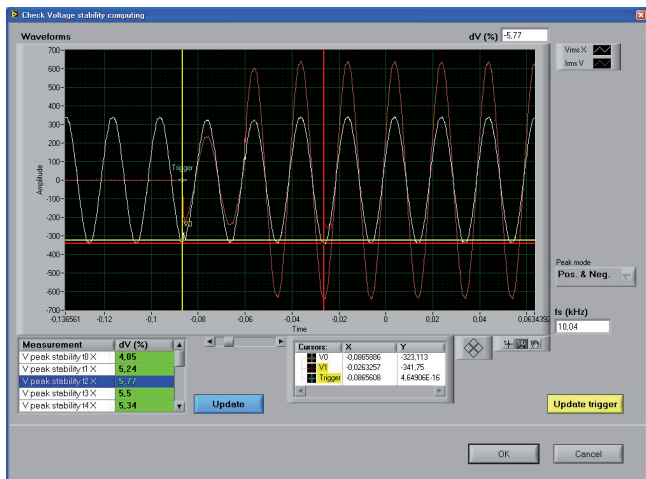 Check Voltage stability computing
Waveforms
dV (%) -5,77
Vrms X
Irms V
700-
600-
500-
400-
300-
200-
100-
0-
-100-
-200-
-300-
-400-
-500-
-600-
-700-
Amplitude
Trigger
-0,136561 -0,12 -0,1 -0,08 -0,06 -0,04 -0,02 0 0,02 0,04 0,0634392
Time
Peak mode
Pos. & Neg.
fs (kHz)
10,04
Measurement dV (%)
V peak stability t0 X 4,05
V peak stability t1 X 5,24
V peak stability t2 X 5,77
V peak stability t3 X 5,5
V peak stability t4 X 5,34
Update
Cursors: X Y
V0 -0,0865886 -323,113
V1 -0,0263257 -341,75
Trigger -0,0865608 4,64906E-16
Update trigger
OK
Cancel